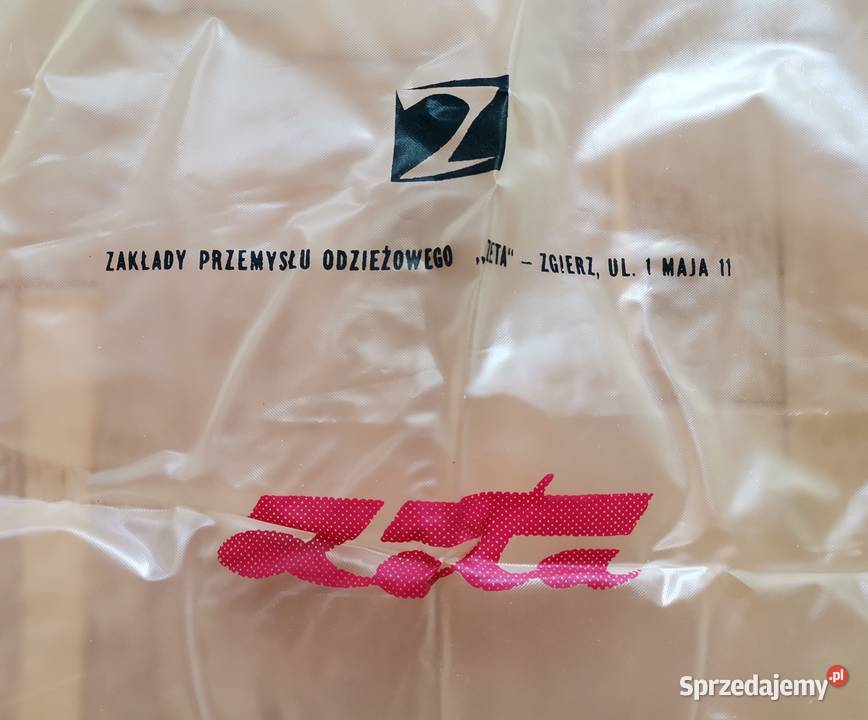 Z
ZAKŁADY PRZEMYSŁU ODZIEŻOWEGO „ZETA” – ZGIERZ, UL. 1 MAJA 11
zeta
Sprzedajemy.pl